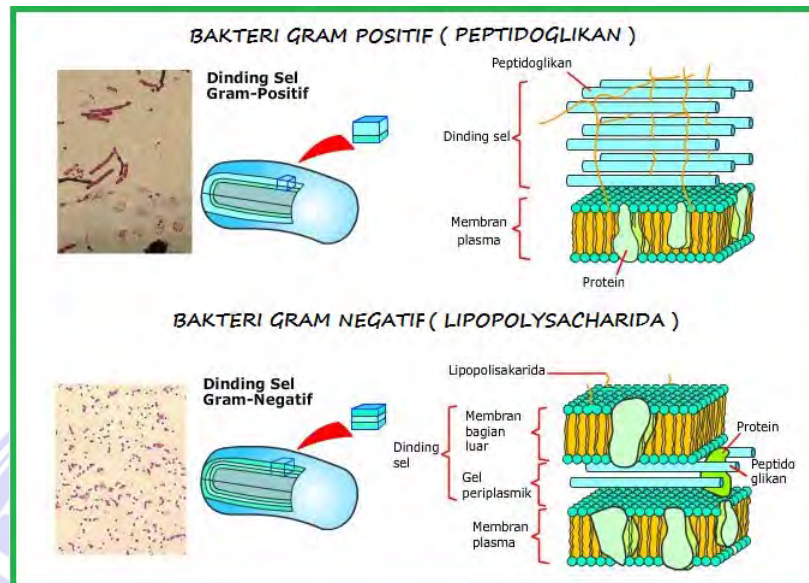 BAKTERI GRAM POSITIF ( PEPTIDOGLIKAN )
Dinding Sel
Gram-Positif
Peptidoglikan
Dinding sel
Membran
plasma
Protein
BAKTERI GRAM NEGATIF ( LIPOPOLYSACHARIDA )
Dinding Sel
Gram-Negatif
Lipopolisakarida
Dinding
sel
Membran
bagian
luar
Gel
periplasmik
Membran
plasma
Protein
Peptido
glikan